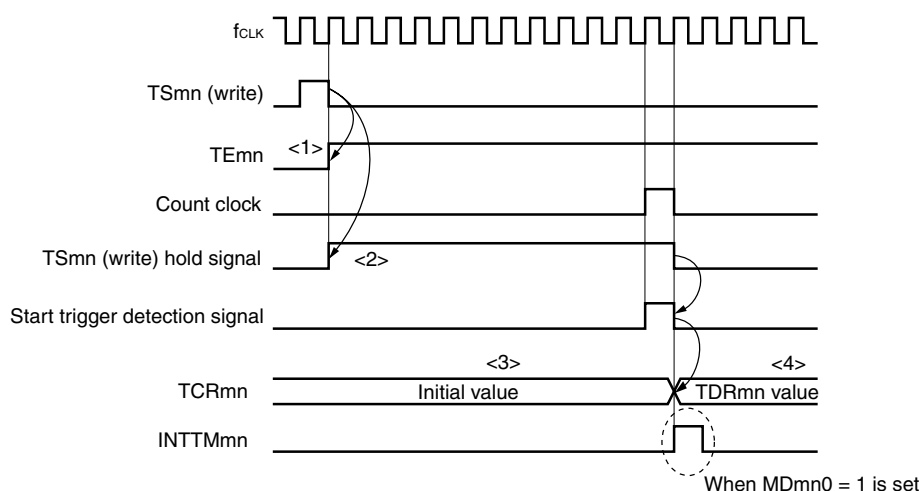 fCLK
TSmn (write)
<1>
TEmn
Count clock
TSmn (write) hold signal
<2>
Start trigger detection signal
<3>
<4>
TCRmn
Initial value
TDRmn value
INTTMmn
When MDmn0 = 1 is set